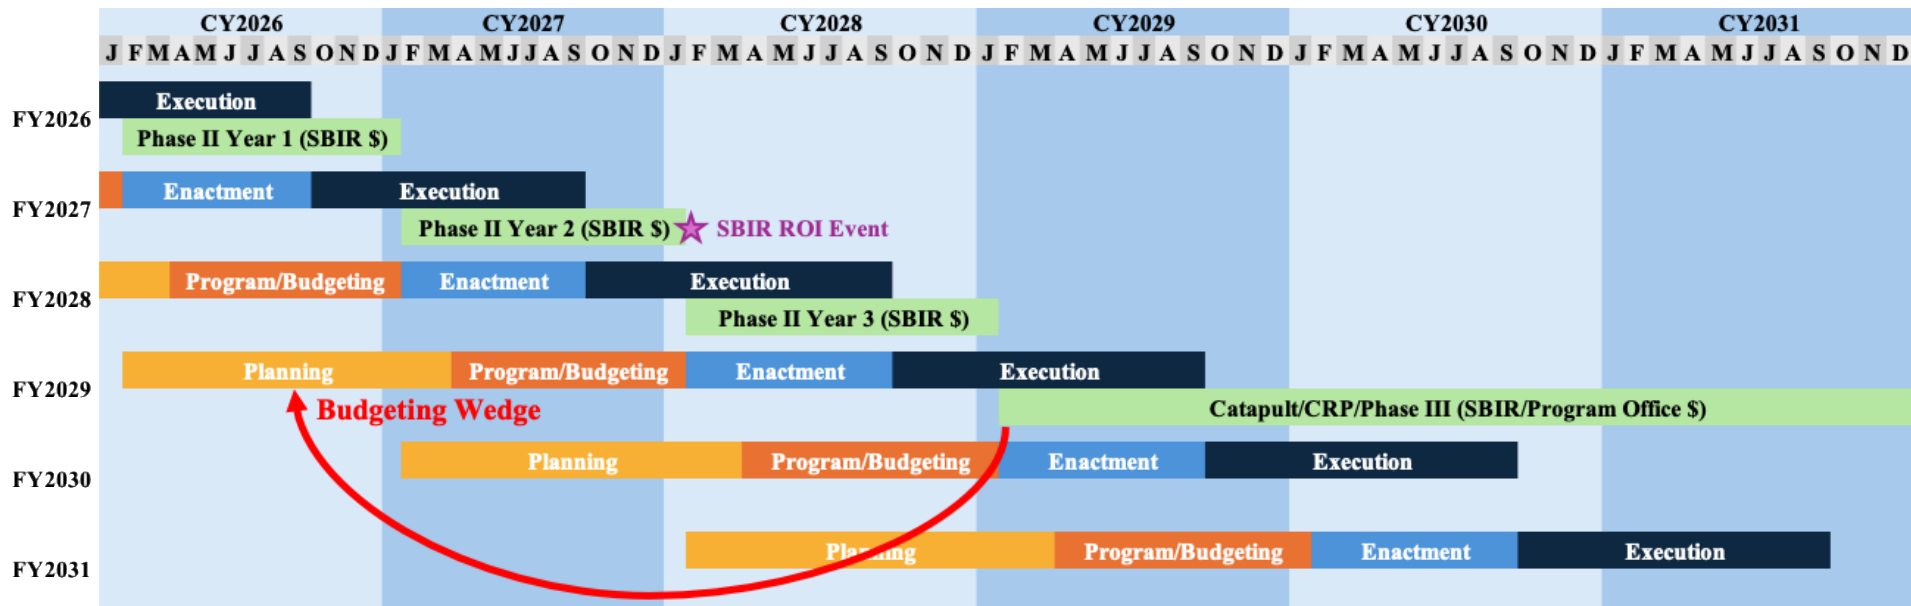 CY2026 CY2027 CY2028 CY2029 CY2030 CY2031
J F M A M J J A S O N D J F M A M J J A S O N D J F M A M J J A S O N D J F M A M J J A S O N D J F M A M J J A S O N D J F M A M J J A S O N D
Execution
FY2026
Phase II Year 1 (SBIR $)
Enactment Execution
FY2027
Phase II Year 2 (SBIR $) SBIR ROI Event
Program/Budgeting Enactment Execution
FY2028
Phase II Year 3 (SBIR $)
Planning Program/Budgeting Enactment Execution
FY2029
Budgeting Wedge Catapult/CRP/Phase III (SBIR/Program Office $)
Planning Program/Budgeting Enactment Execution
FY2030
Planning Program/Budgeting Enactment Execution
FY2031